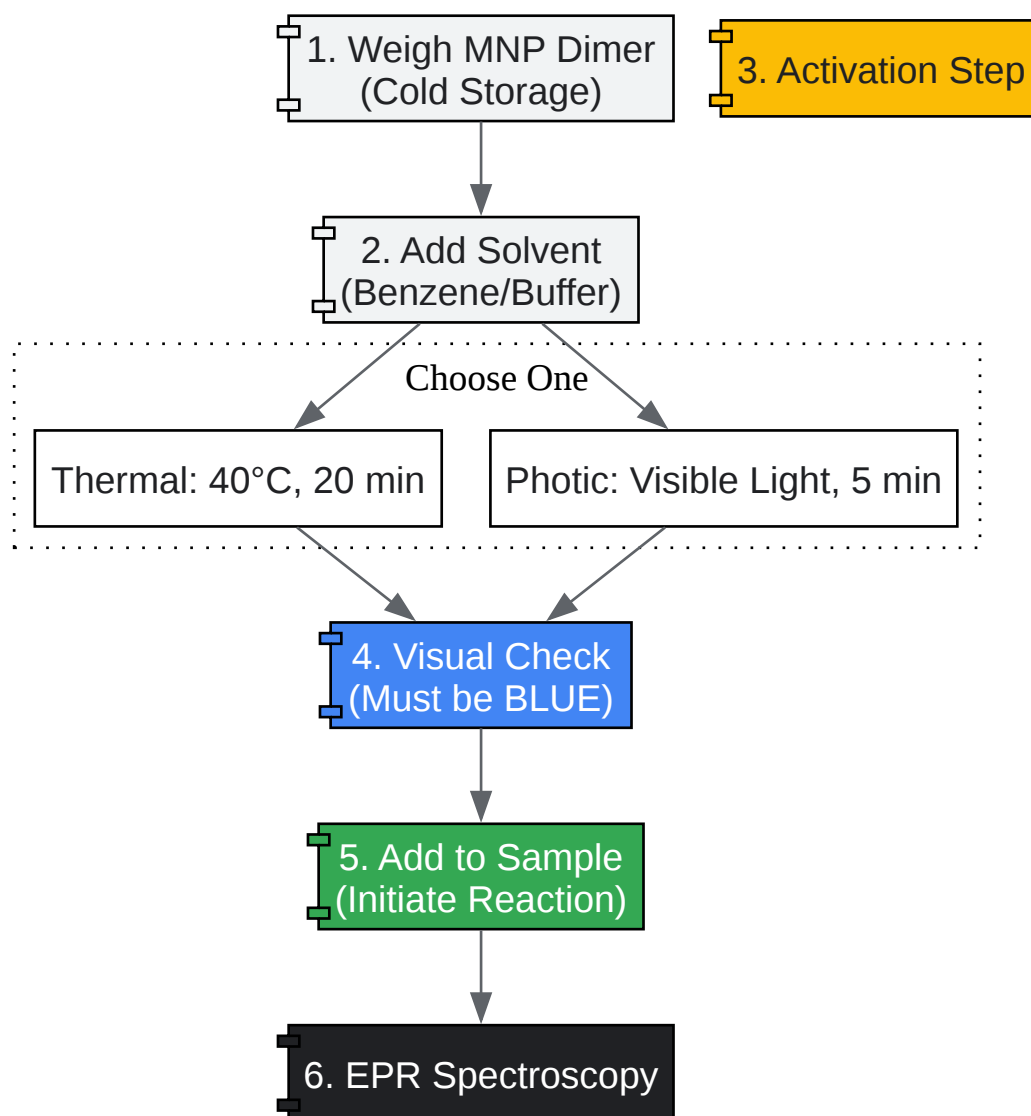 1. Weigh MNP Dimer
(Cold Storage)
3. Activation Step
2. Add Solvent
(Benzene/Buffer)
Choose One
Thermal: 40°C, 20 min
Photic: Visible Light, 5 min
4. Visual Check
(Must be BLUE)
5. Add to Sample
(Initiate Reaction)
6. EPR Spectroscopy